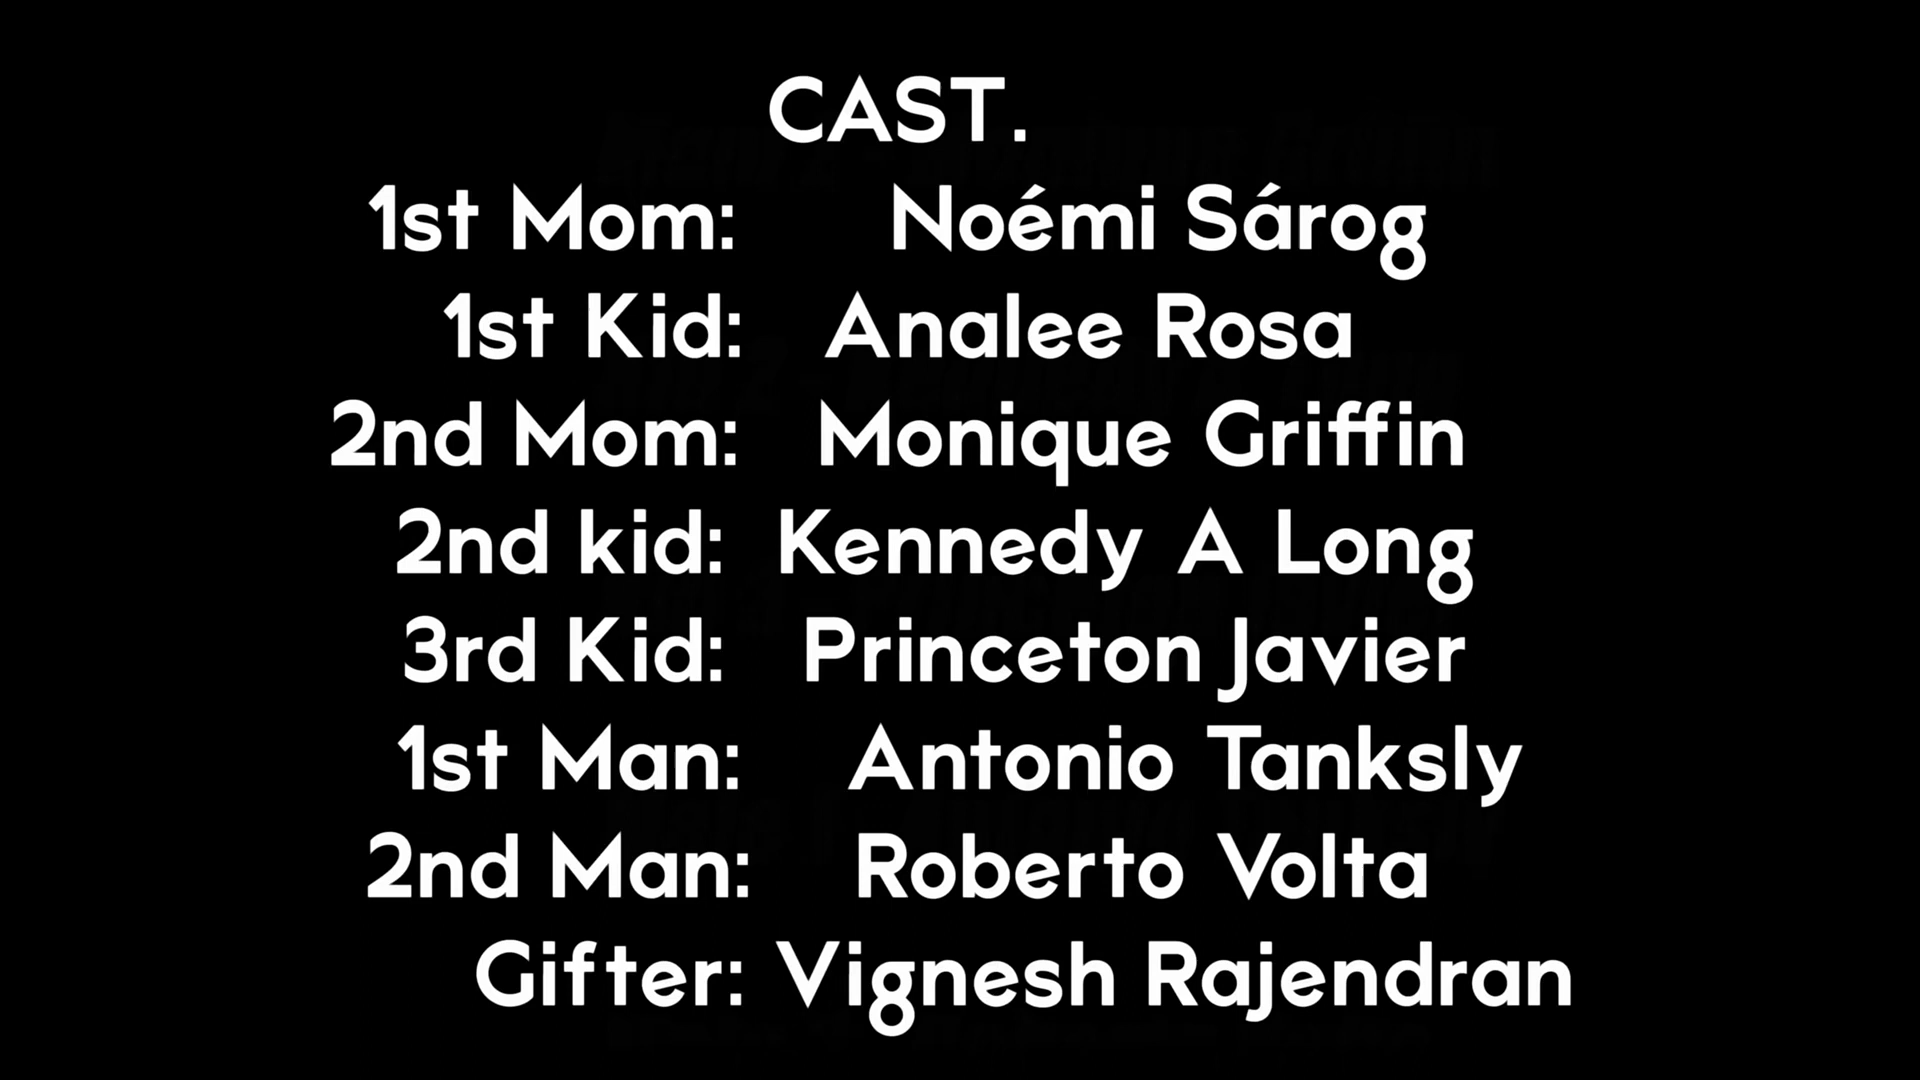 CAST.
1st Mom: Noémi Sárog
1st Kid: Analee Rosa
2nd Mom: Monique Griffin
2nd kid: Kennedy A Long
3rd Kid: Princeton Javier
1st Man: Antonio Tanksly
2nd Man: Roberto Volta
Gifter: Vignesh Rajendran